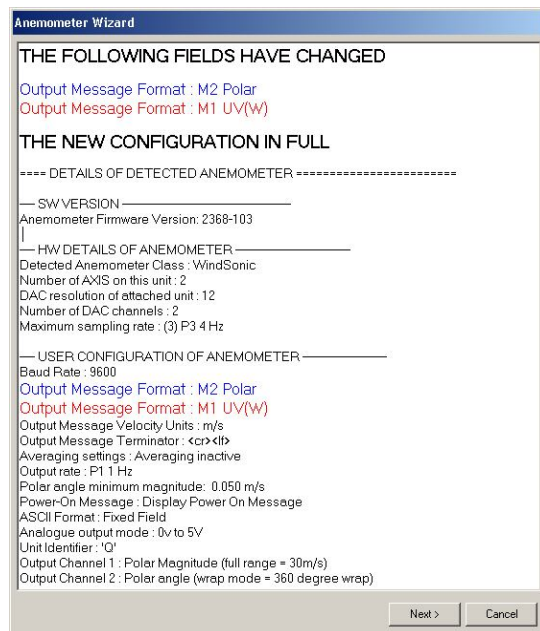 Anemometer Wizard
THE FOLLOWING FIELDS HAVE CHANGED
Output Message Format : M2 Polar
Output Message Format : M1 UV(W)
THE NEW CONFIGURATION IN FULL
==== DETAILS OF DETECTED ANEMOMETER ========================
— SW VERSION —
Anemometer Firmware Version: 2368-103
— HW DETAILS OF ANEMOMETER —
Detected Anemometer Class : WindSonic
Number of AXIS on this unit : 2
DAC resolution of attached unit : 12
Number of DAC channels : 2
Maximum sampling rate : (3) P3 4 Hz
— USER CONFIGURATION OF ANEMOMETER —
Baud Rate : 9600
Output Message Format : M2 Polar
Output Message Format : M1 UV(W)
Output Message Velocity Units : m/s
Output Message Terminator : <cr><lf>
Averaging settings : Averaging inactive
Output rate : P1 1 Hz
Polar angle minimum magnitude: 0.050 m/s
Power-On Message : Display Power On Message
ASCII Format : Fixed Field
Analogue output mode : 0v to 5V
Unit Identifier : 'Q'
Output Channel 1 : Polar Magnitude (full range = 30m/s)
Output Channel 2 : Polar angle (wrap mode = 360 degree wrap)
Next >
Cancel